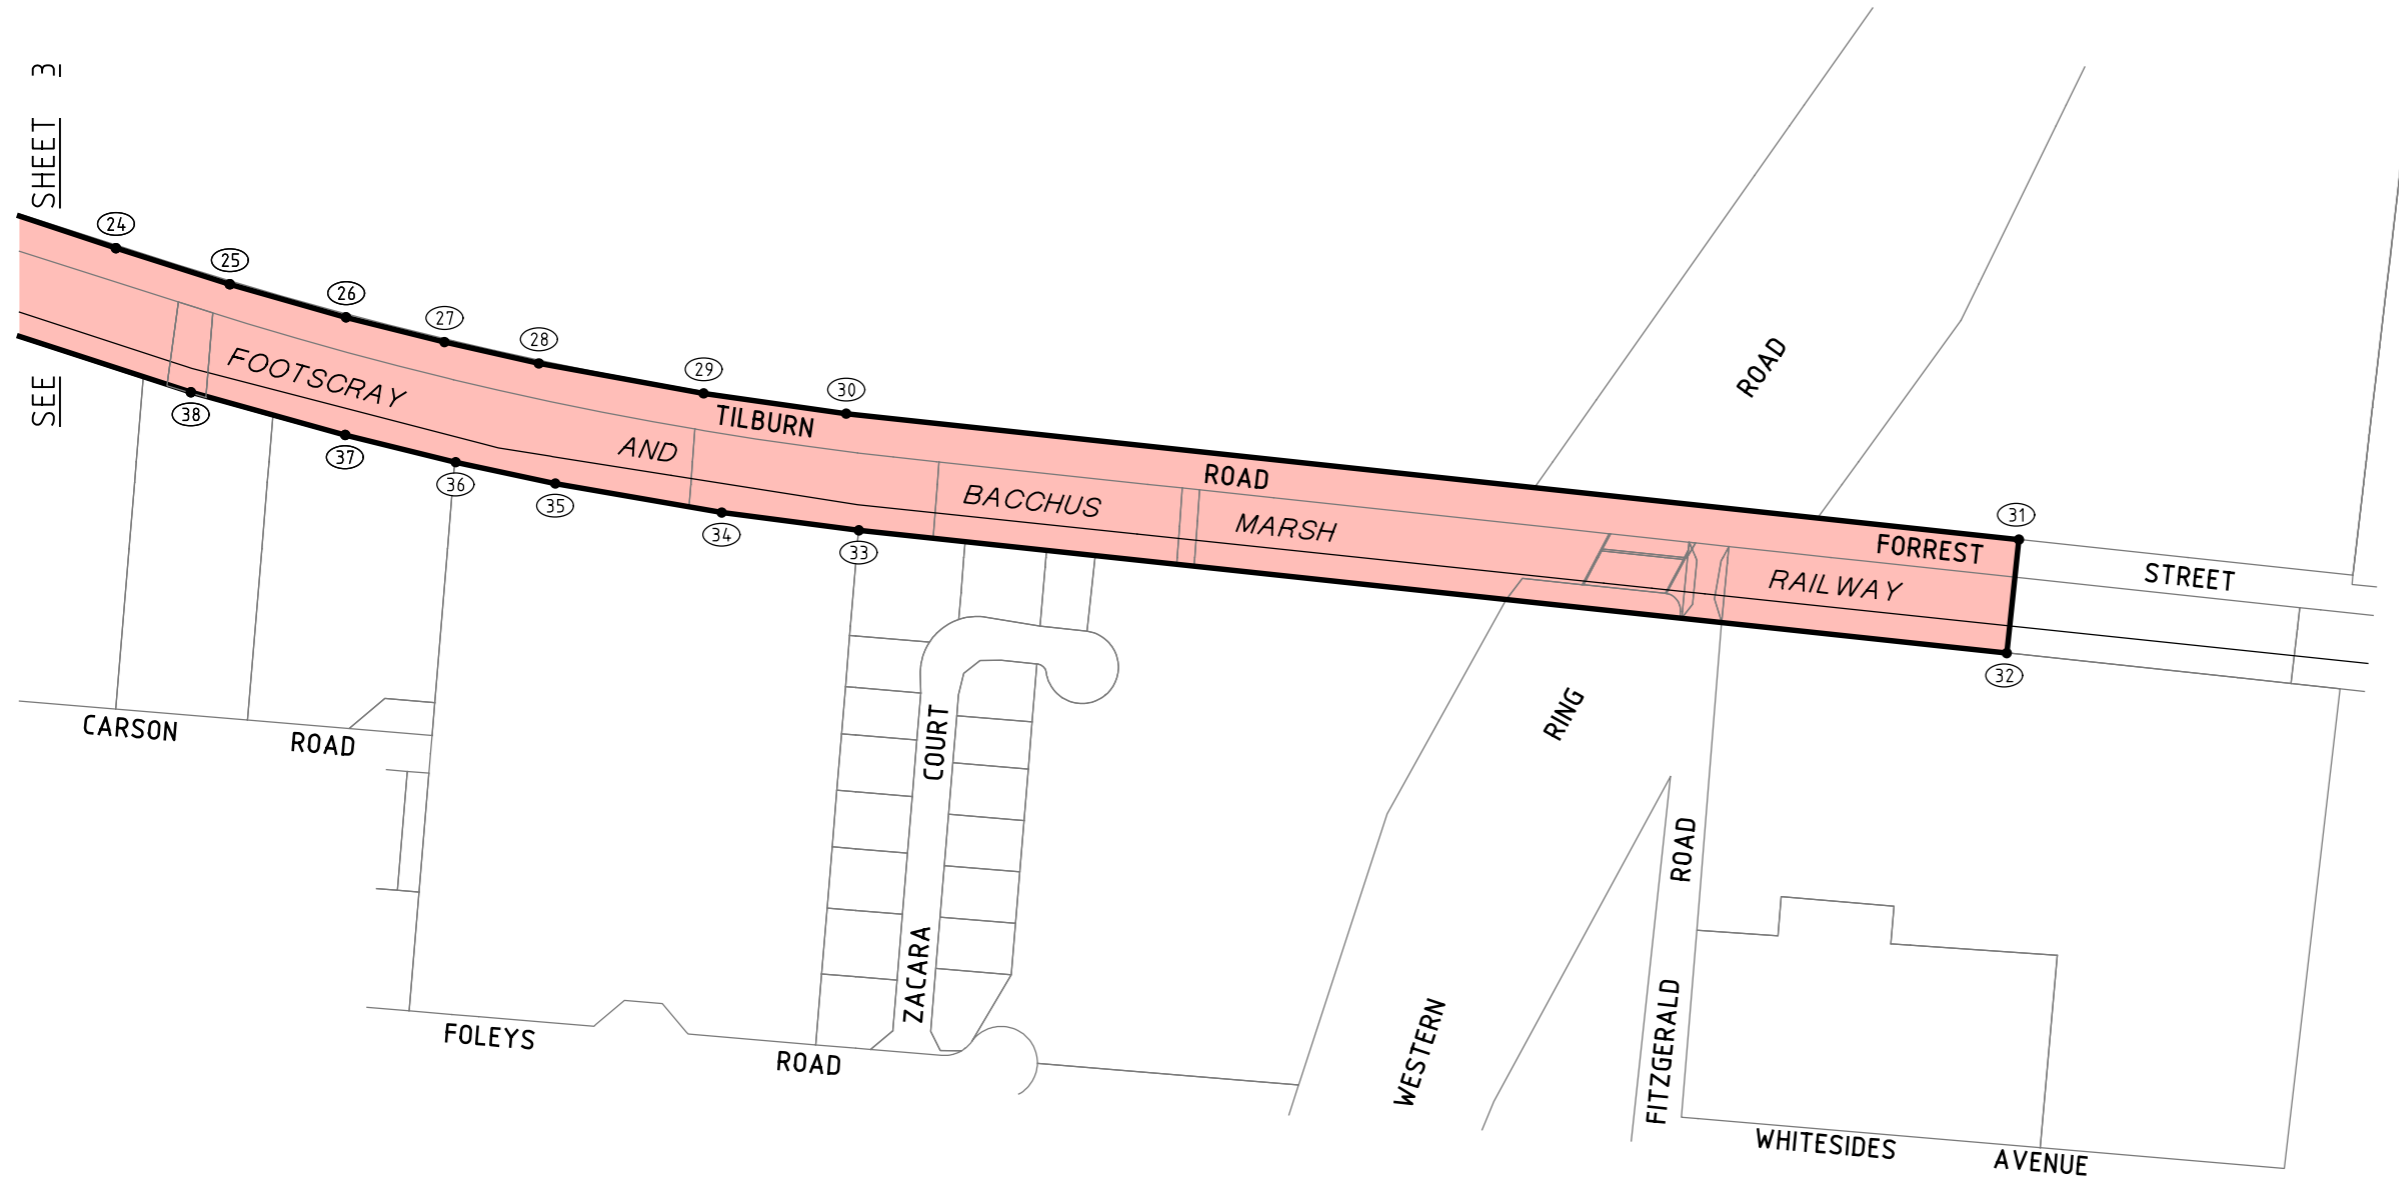 SEE SHEET 3
24
25
26
27
28
29
30
31
32
33
34
35
36
37
38
TILBURN ROAD
FORREST STREET
FOOTSCRAY AND BACCHUS MARSH RAILWAY
CARSON ROAD
FOLEYS ROAD
ZACARA COURT
WESTERN RING ROAD
FITZGERALD ROAD
WHITESIDES AVENUE